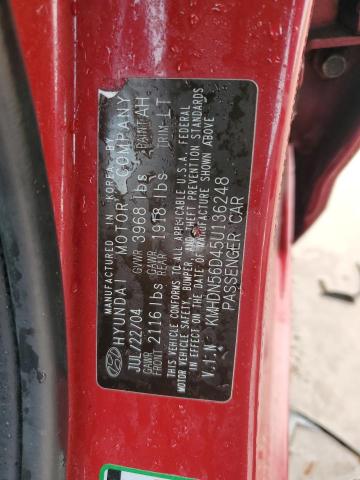 MANUFACTURED IN KOREA BY
HYUNDAI MOTOR COMPANY
JUL/22/04 GVWR 3968 lbs PAINT AH
GAWR FRONT 2116 lbs GAWR REAR 1918 lbs TRIM LT
THIS VEHICLE CONFORMS TO ALL APPLICABLE U.S.A. FEDERAL
MOTOR VEHICLE SAFETY, BUMPER, AND THEFT PREVENTION STANDARDS
IN EFFECT ON THE DATE OF MANUFACTURE SHOWN ABOVE
V.I.N : KMHDN56D45U136248
PASSENGER CAR